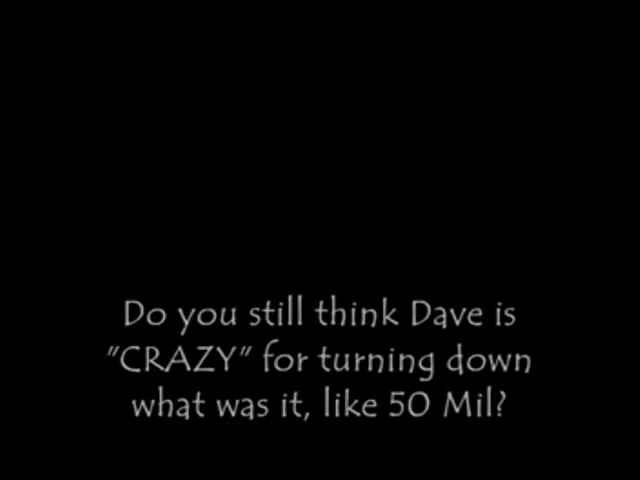 Do you still think Dave is
"CRAZY" for turning down
what was it, like 50 Mil?